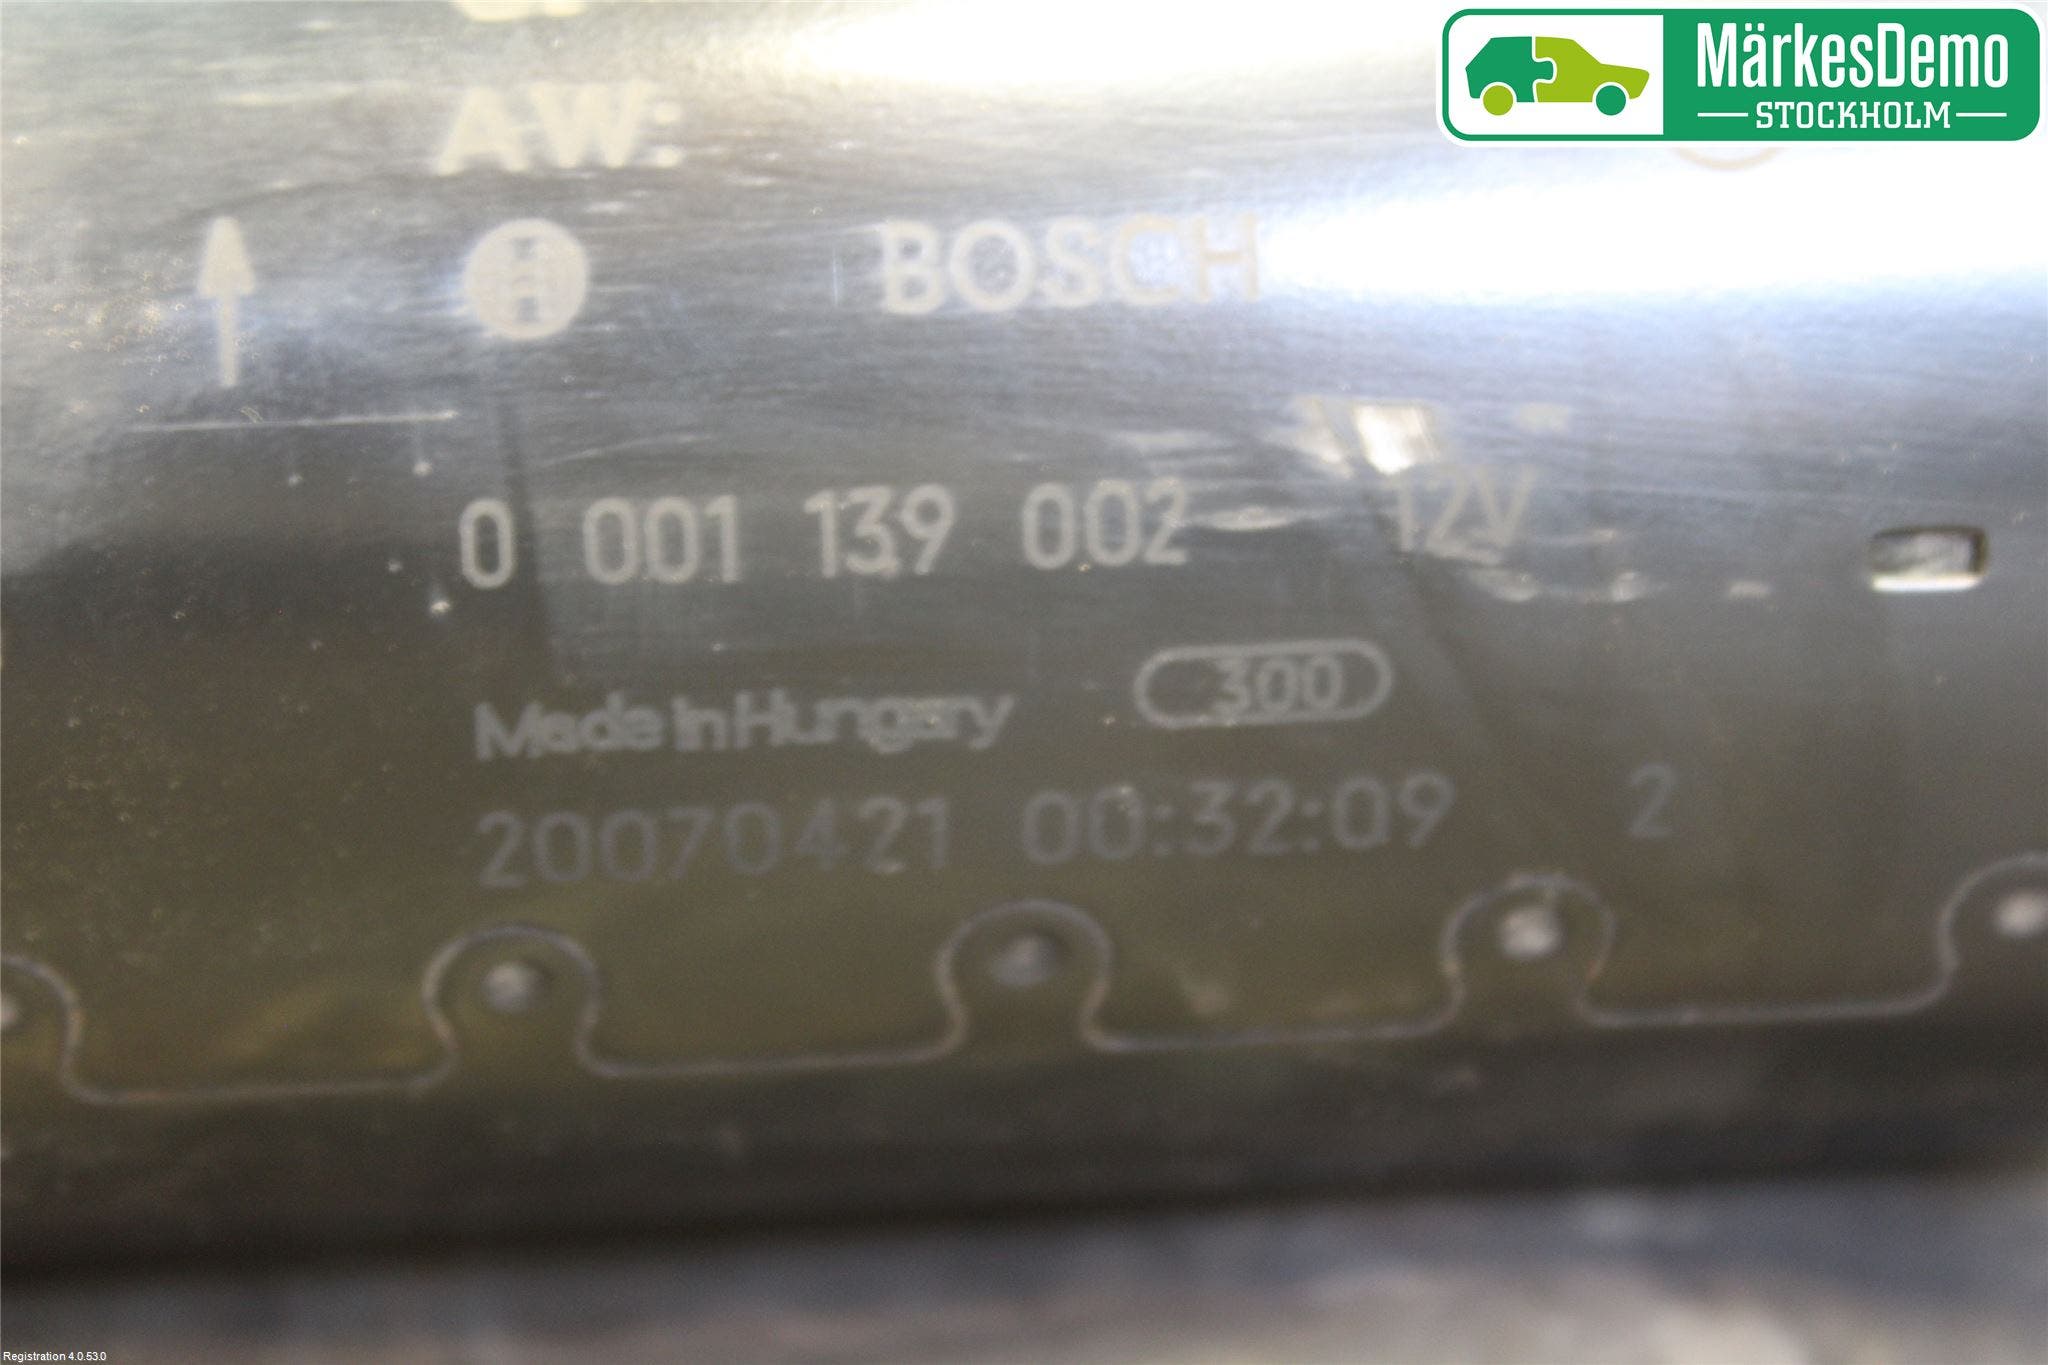 MärkesDemo
STOCKHOLM
AW:
BOSCH
0 001 139 002 12V
Made in Hungary 300
20070421 00:32:09 2
Registration 4.0.53.0